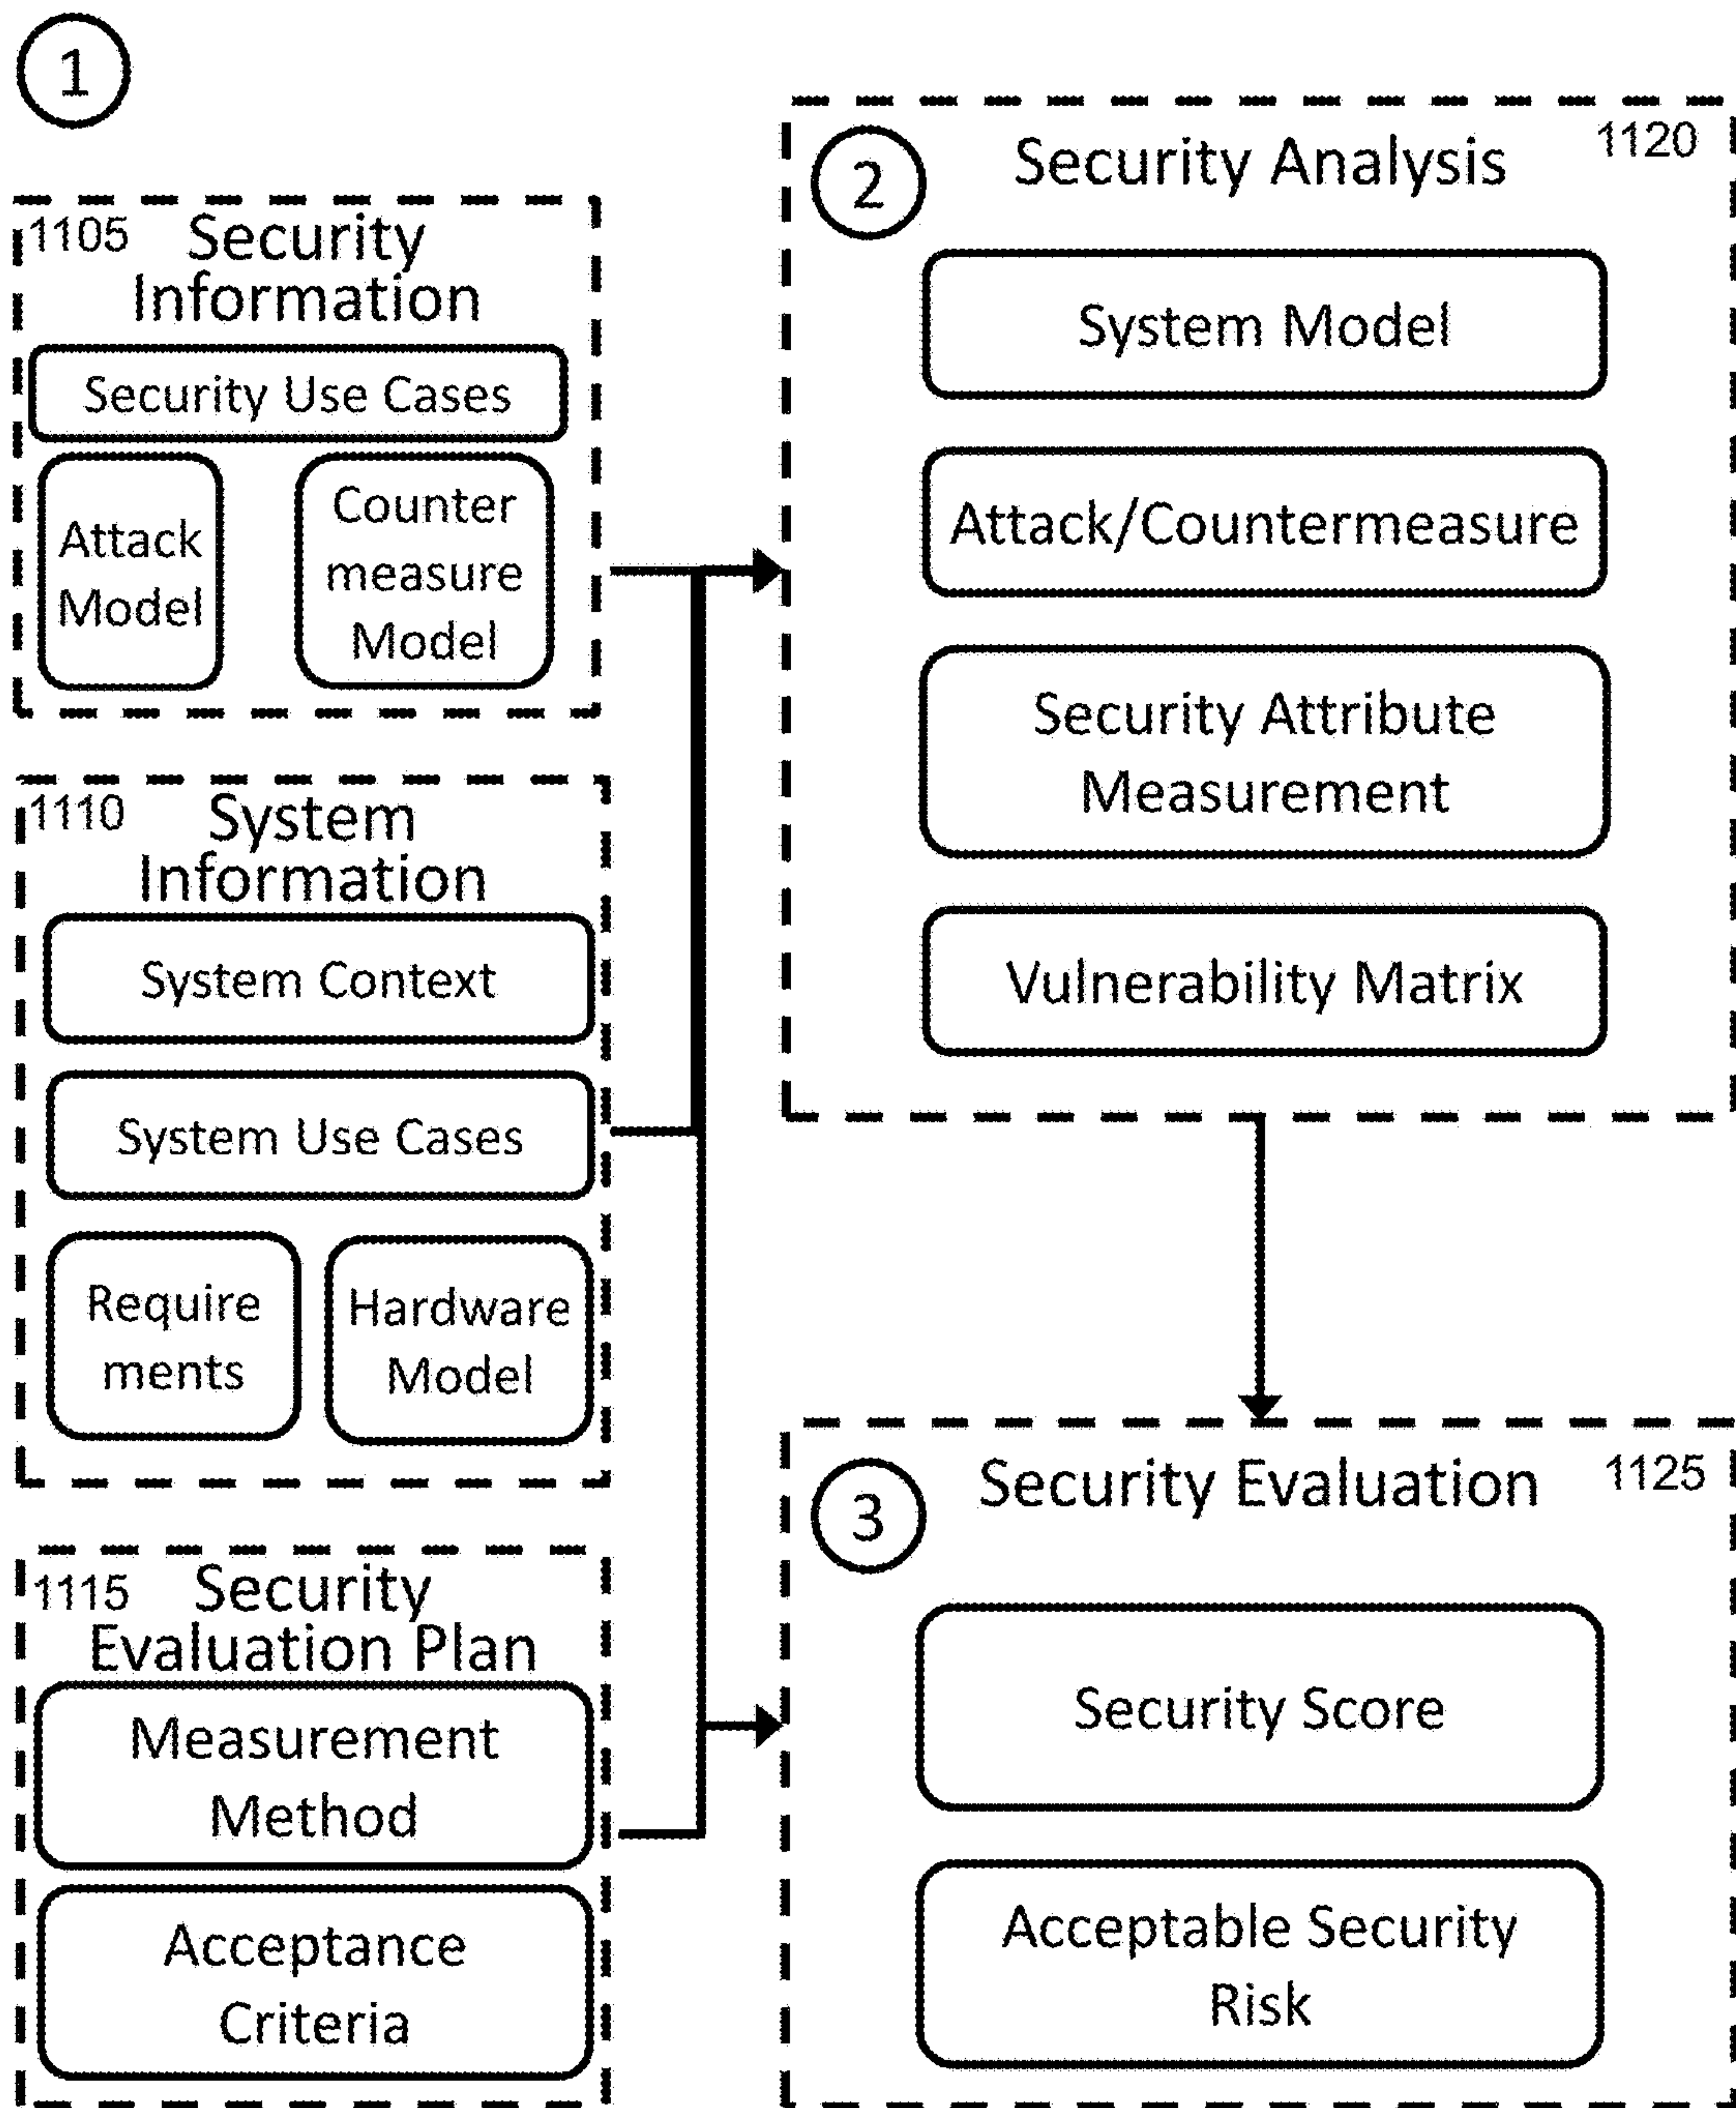 1
1105 Security
Information
Security Use Cases
Attack
Model
Counter
measure
Model
1110 System
Information
System Context
System Use Cases
Require
ments
Hardware
Model
1115 Security
Evaluation Plan
Measurement
Method
Acceptance
Criteria
2 Security Analysis 1120
System Model
Attack/Countermeasure
Security Attribute
Measurement
Vulnerability Matrix
3 Security Evaluation 1125
Security Score
Acceptable Security
Risk